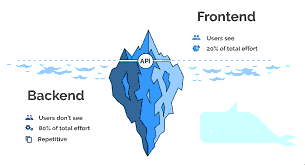 Frontend
Users see
20% of total effort
API
Backend
Users don't see
80% of total effort
Repetitive